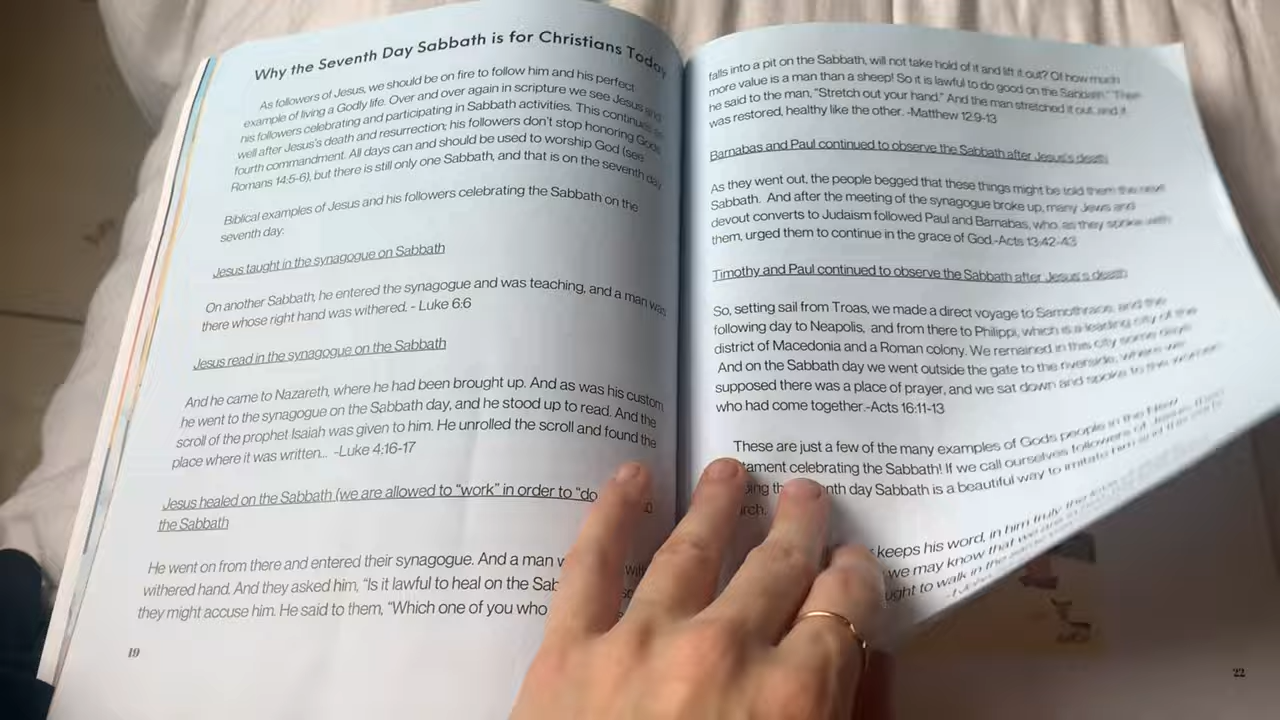 Why the Seventh Day Sabbath is for Christians Today
As followers of Jesus, we should be on fire to follow him and his perfect
example of living a Godly life. Over and over again in scripture we see Jesus and
his followers celebrating and participating in Sabbath activities. This continues as
well after Jesus's death and resurrection; his followers don't stop honoring Gods
fourth commandment. All days can and should be used to worship God (see
Romans 14:5-6), but there is still only one Sabbath, and that is on the seventh day.
Biblical examples of Jesus and his followers celebrating the Sabbath on the
seventh day:
Jesus taught in the synagogue on Sabbath
On another Sabbath, he entered the synagogue and was teaching, and a man was
there whose right hand was withered. - Luke 6:6
Jesus read in the synagogue on the Sabbath
And he came to Nazareth, where he had been brought up. And as was his custom,
he went to the synagogue on the Sabbath day, and he stood up to read. And the
scroll of the prophet Isaiah was given to him. He unrolled the scroll and found the
place where it was written... -Luke 4:16-17
Jesus healed on the Sabbath (we are allowed to "work" in order to "do
the Sabbath
He went on from there and entered their synagogue. And a man
withered hand. And they asked him, "Is it lawful to heal on the
they might accuse him. He said to them, "Which one of you who
19
falls into a pit on the Sabbath, will not take hold of it and lift it out? Of how much
more value is a man than a sheep! So it is lawful to do good on the Sabbath." Then
he said to the man, "Stretch out your hand." And the man stretched it out, and it
was restored, healthy like the other. -Matthew 12:9-13
Barnabas and Paul continued to observe the Sabbath after Jesus's death
As they went out, the people begged that these things might be told them the next
Sabbath. And after the meeting of the synagogue broke up, many Jews and
devout converts to Judaism followed Paul and Barnabas, who, as they spoke with
them, urged them to continue in the grace of God.-Acts 13:42-43
Timothy and Paul continued to observe the Sabbath after Jesus's death
So, setting sail from Troas, we made a direct voyage to Samothrace, and the
following day to Neapolis, and from there to Philippi, which is a leading city of the
district of Macedonia and a Roman colony. We remained in this city some days.
And on the Sabbath day we went outside the gate to the riverside, where we
supposed there was a place of prayer, and we sat down and spoke to the women
who had come together.-Acts 16:11-13
These are just a few of the many examples of Gods people in the New
tament celebrating the Sabbath! If we call ourselves followers of Jesus, then
nth day Sabbath is a beautiful way to imitate him and
keeps his word, in him truly the love of
we may know that we are in
ught to walk in the
22